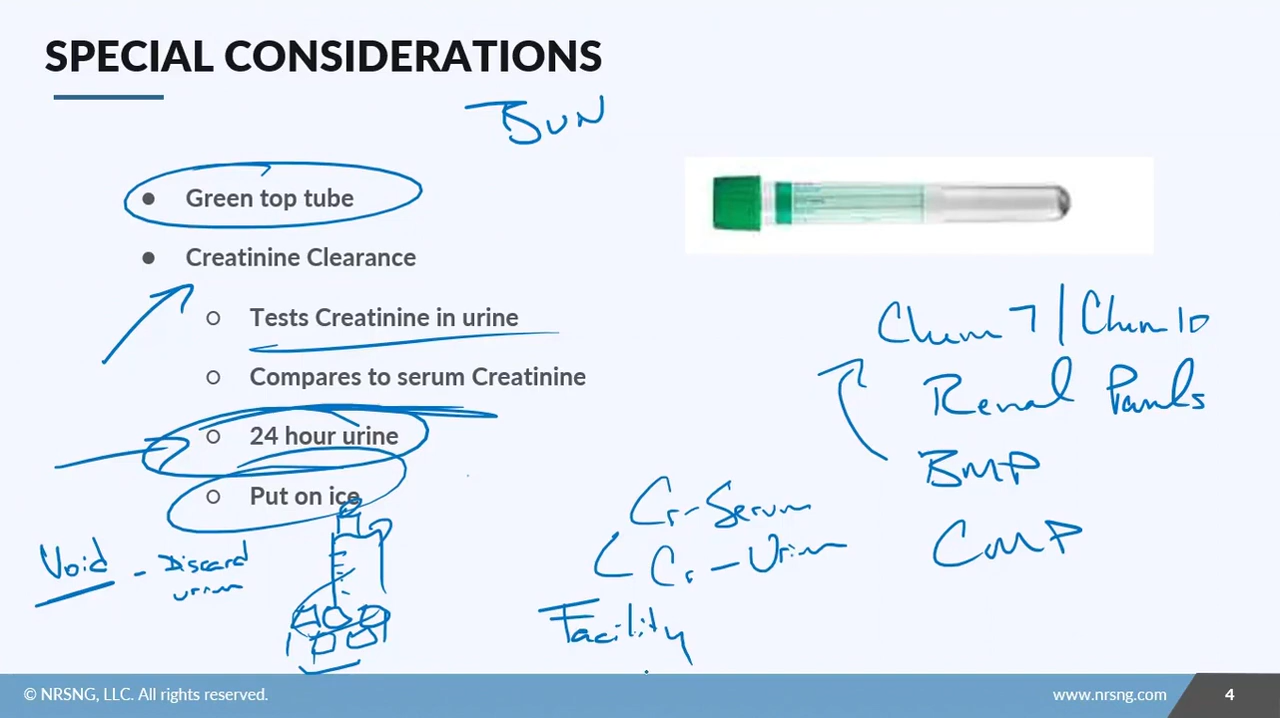 SPECIAL CONSIDERATIONS
BUN
● Green top tube
● Creatinine Clearance
○ Tests Creatinine in urine
○ Compares to serum Creatinine
○ 24 hour urine
○ Put on ice
Chem 7 / Chem 10
Renal Panels
BMP
CMP
Cr - Serum
Cr - Urine
Facility
Void - Discard
urine
© NRSNG, LLC. All rights reserved.
www.nrsng.com
4